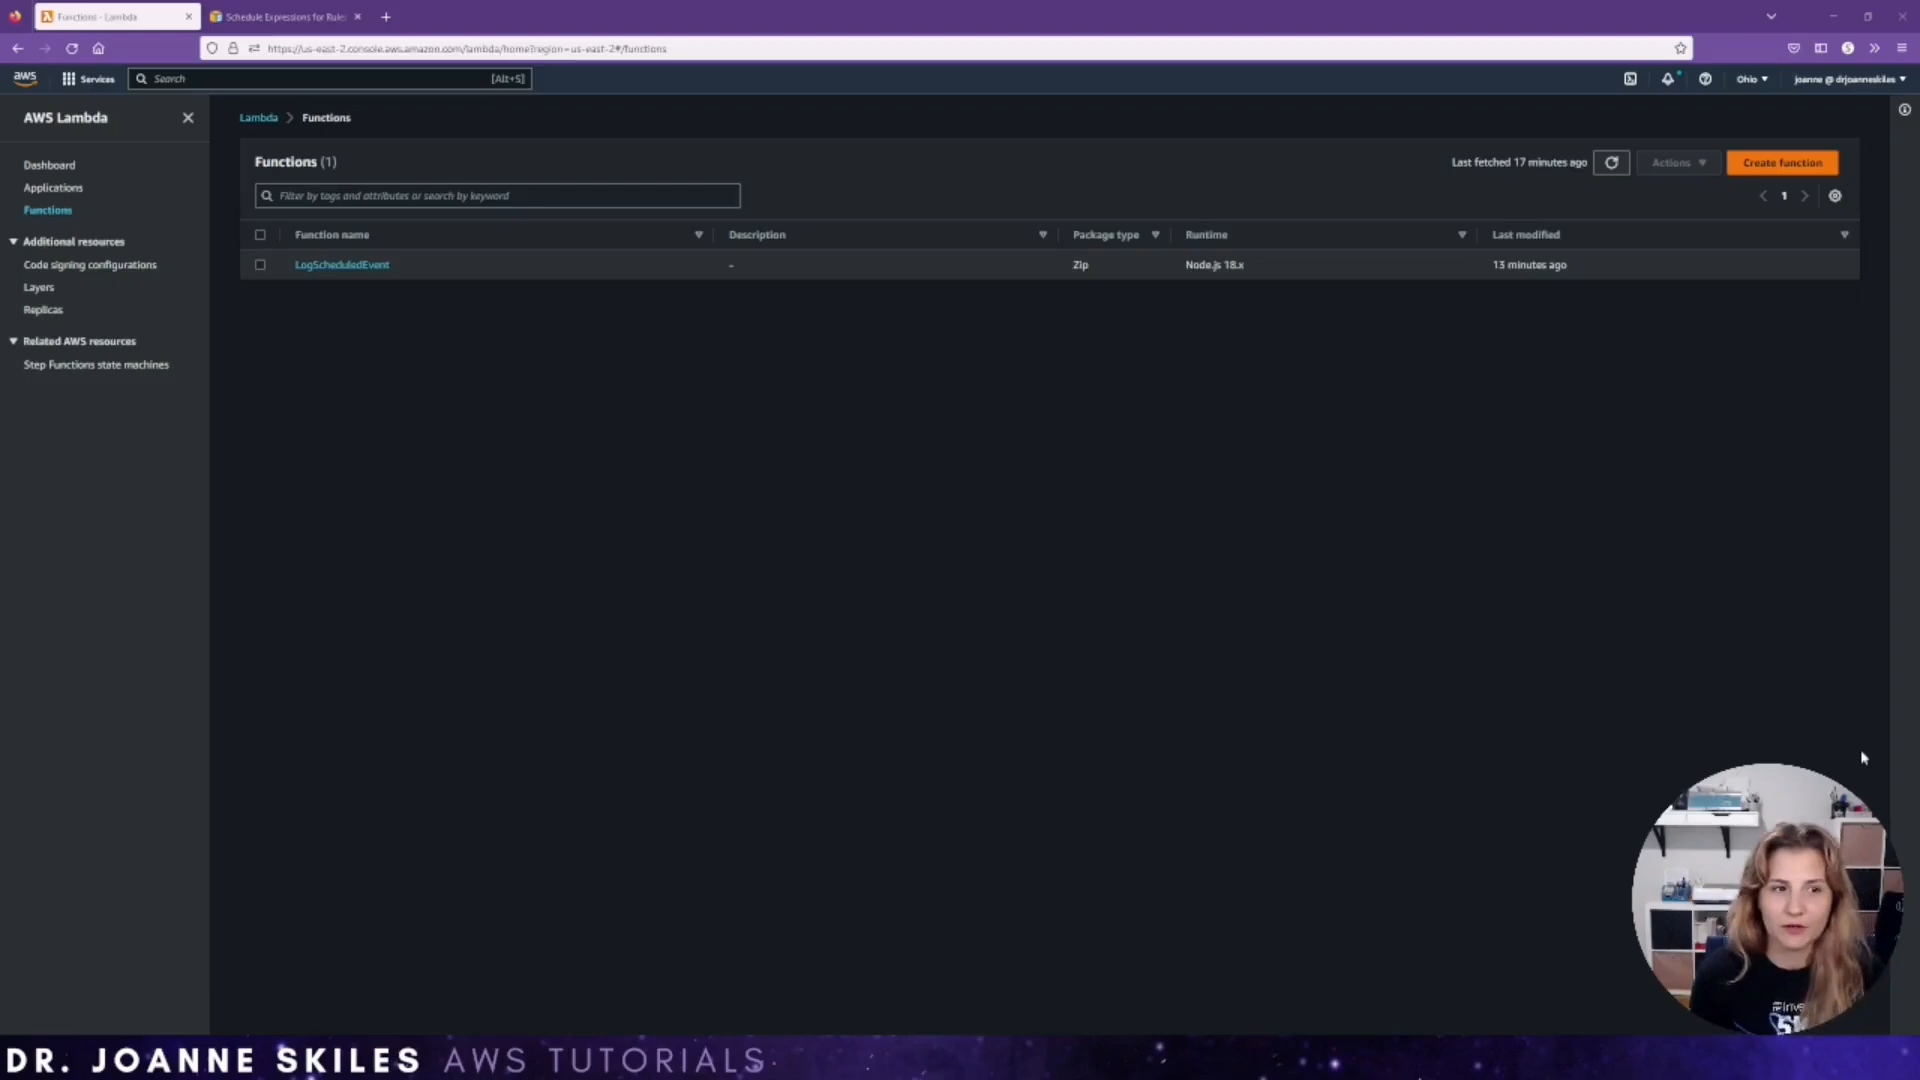 Functions - Lambda
Schedule Expressions for Rules
https://us-east-2.console.aws.amazon.com/lambda/home?region=us-east-2#/functions
aws
Services
Search
[Alt+S]
Ohio
joanne @ drjoanneskiles
AWS Lambda
Dashboard
Applications
Functions
Additional resources
Code signing configurations
Layers
Replicas
Related AWS resources
Step Functions state machines
Lambda
Functions
Functions (1)
Last fetched 17 minutes ago
Actions
Create function
Filter by tags and attributes or search by keyword
1
Function name
Description
Package type
Runtime
Last modified
LogScheduledEvent
-
Zip
Node.js 18.x
13 minutes ago
DR. JOANNE SKILES AWS TUTORIALS